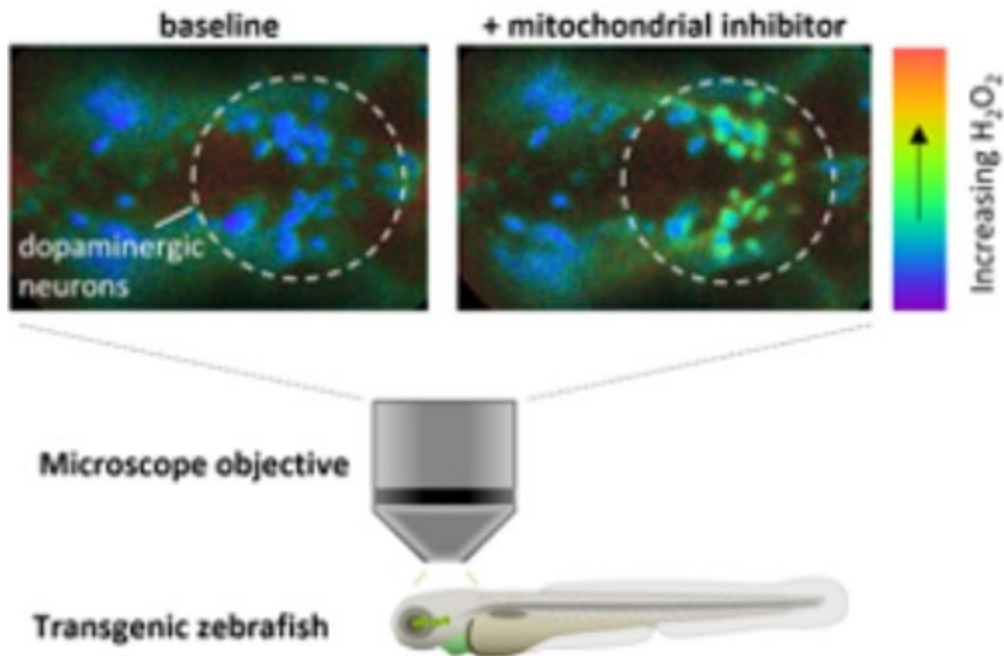 baseline
+ mitochondrial inhibitor
dopaminergic
neurons
Increasing H₂O₂
Microscope objective
Transgenic zebrafish